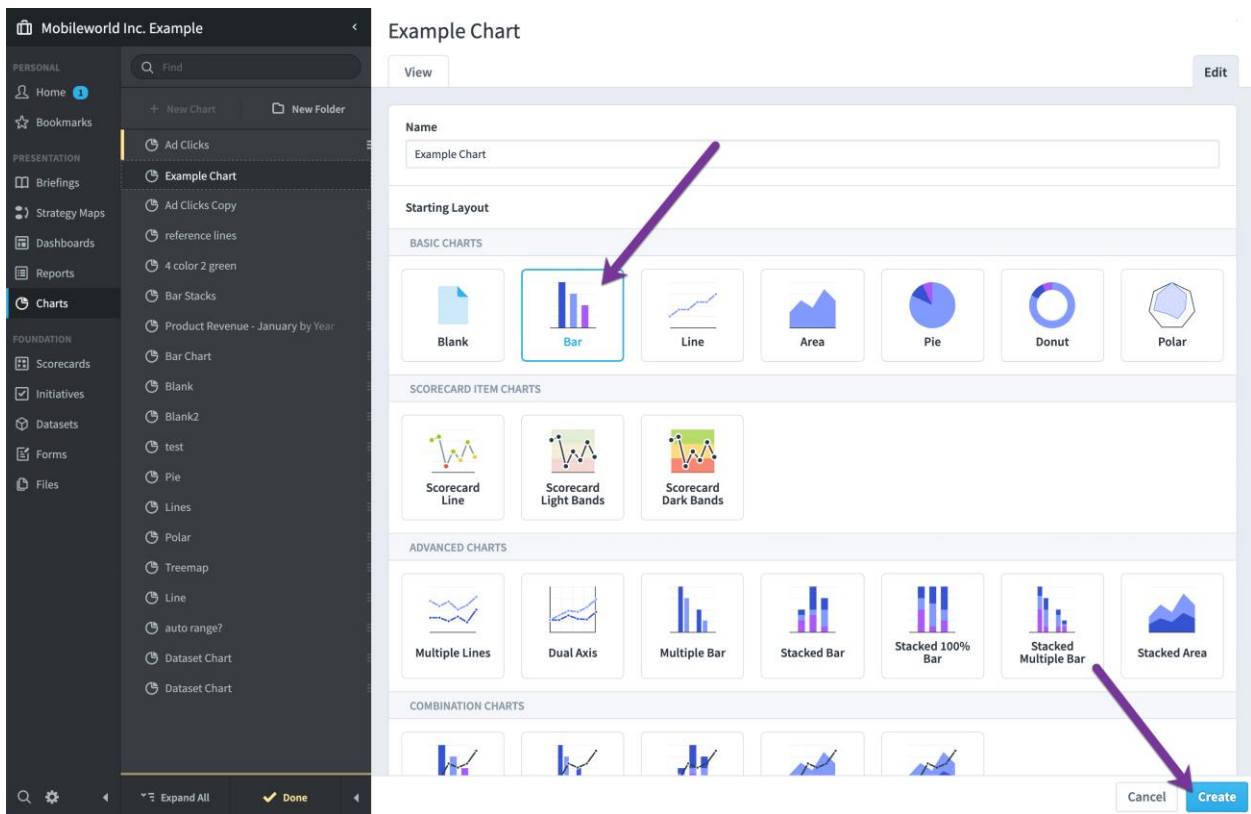 Mobileworld Inc. Example
PERSONAL
Home 1
Bookmarks
PRESENTATION
Briefings
Strategy Maps
Dashboards
Reports
Charts
FOUNDATION
Scorecards
Initiatives
Datasets
Forms
Files
Find
+ New Chart
New Folder
Ad Clicks
Example Chart
Ad Clicks Copy
reference lines
4 color 2 green
Bar Stacks
Product Revenue - January by Year
Bar Chart
Blank
Blank2
test
Pie
Lines
Polar
Treemap
Line
auto range?
Dataset Chart
Dataset Chart
Expand All
Done
Example Chart
View
Edit
Name
Example Chart
Starting Layout
BASIC CHARTS
Blank
Bar
Line
Area
Pie
Donut
Polar
SCORECARD ITEM CHARTS
Scorecard
Line
Scorecard
Light Bands
Scorecard
Dark Bands
ADVANCED CHARTS
Multiple Lines
Dual Axis
Multiple Bar
Stacked Bar
Stacked 100%
Bar
Stacked
Multiple Bar
Stacked Area
COMBINATION CHARTS
Cancel
Create